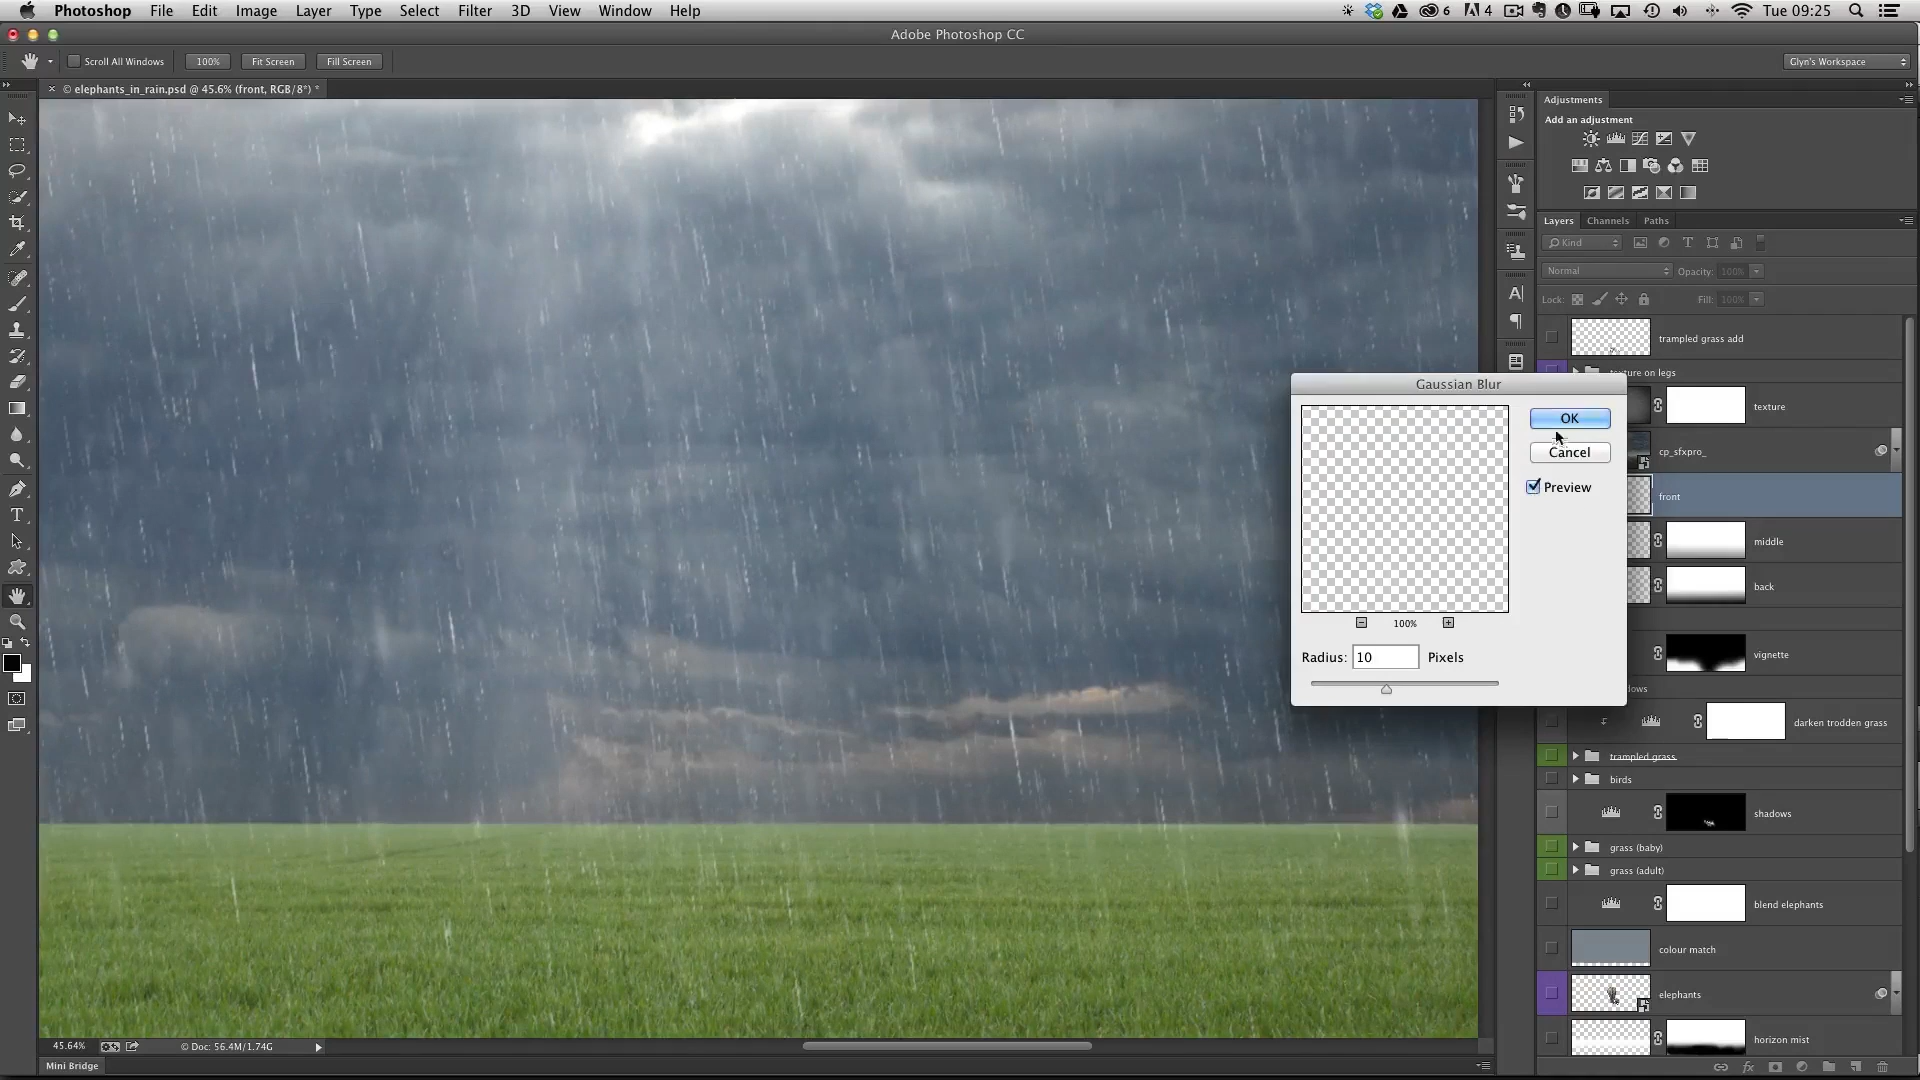 Photoshop File Edit Image Layer Type Select Filter 3D View Window Help
6 4 Tue 09:25
Adobe Photoshop CC
Scroll All Windows 100% Fit Screen Fill Screen Glyn's Workspace
© elephants_in_rain.psd @ 45.6% (front, RGB/8*) *
Adjustments
Add an adjustment
Layers Channels Paths
Kind T
Normal Opacity: 100%
Lock: Fill: 100%
trampled grass add
texture on legs
texture
cp_sfxpro_
front
middle
back
vignette
dows
darken trodden grass
trampled grass
birds
shadows
grass (baby)
grass (adult)
blend elephants
colour match
elephants
horizon mist
Gaussian Blur
OK
Cancel
Preview
100%
Radius: 10 Pixels
45.64% © Doc: 56.4M/1.74G
Mini Bridge